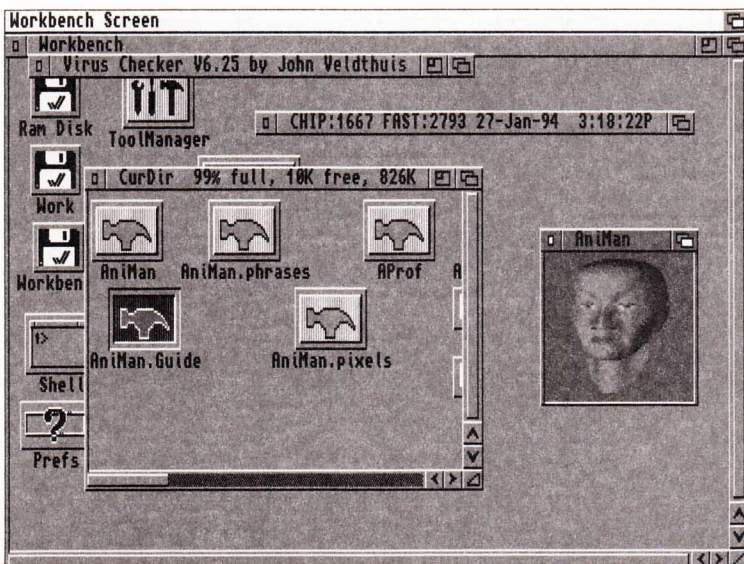 Workbench Screen
Workbench
Virus Checker V6.25 by John Veldthuis
Ram Disk
ToolManager
CHIP:1667 FAST:2793 27-Jan-94 3:18:22P
CurDir 99% full, 10K free, 826K
Work
AniMan
AniMan.phrases
AProf
A
AniMan
Workben
1>
AniMan.Guide
AniMan.pixels
Shell
Prefs